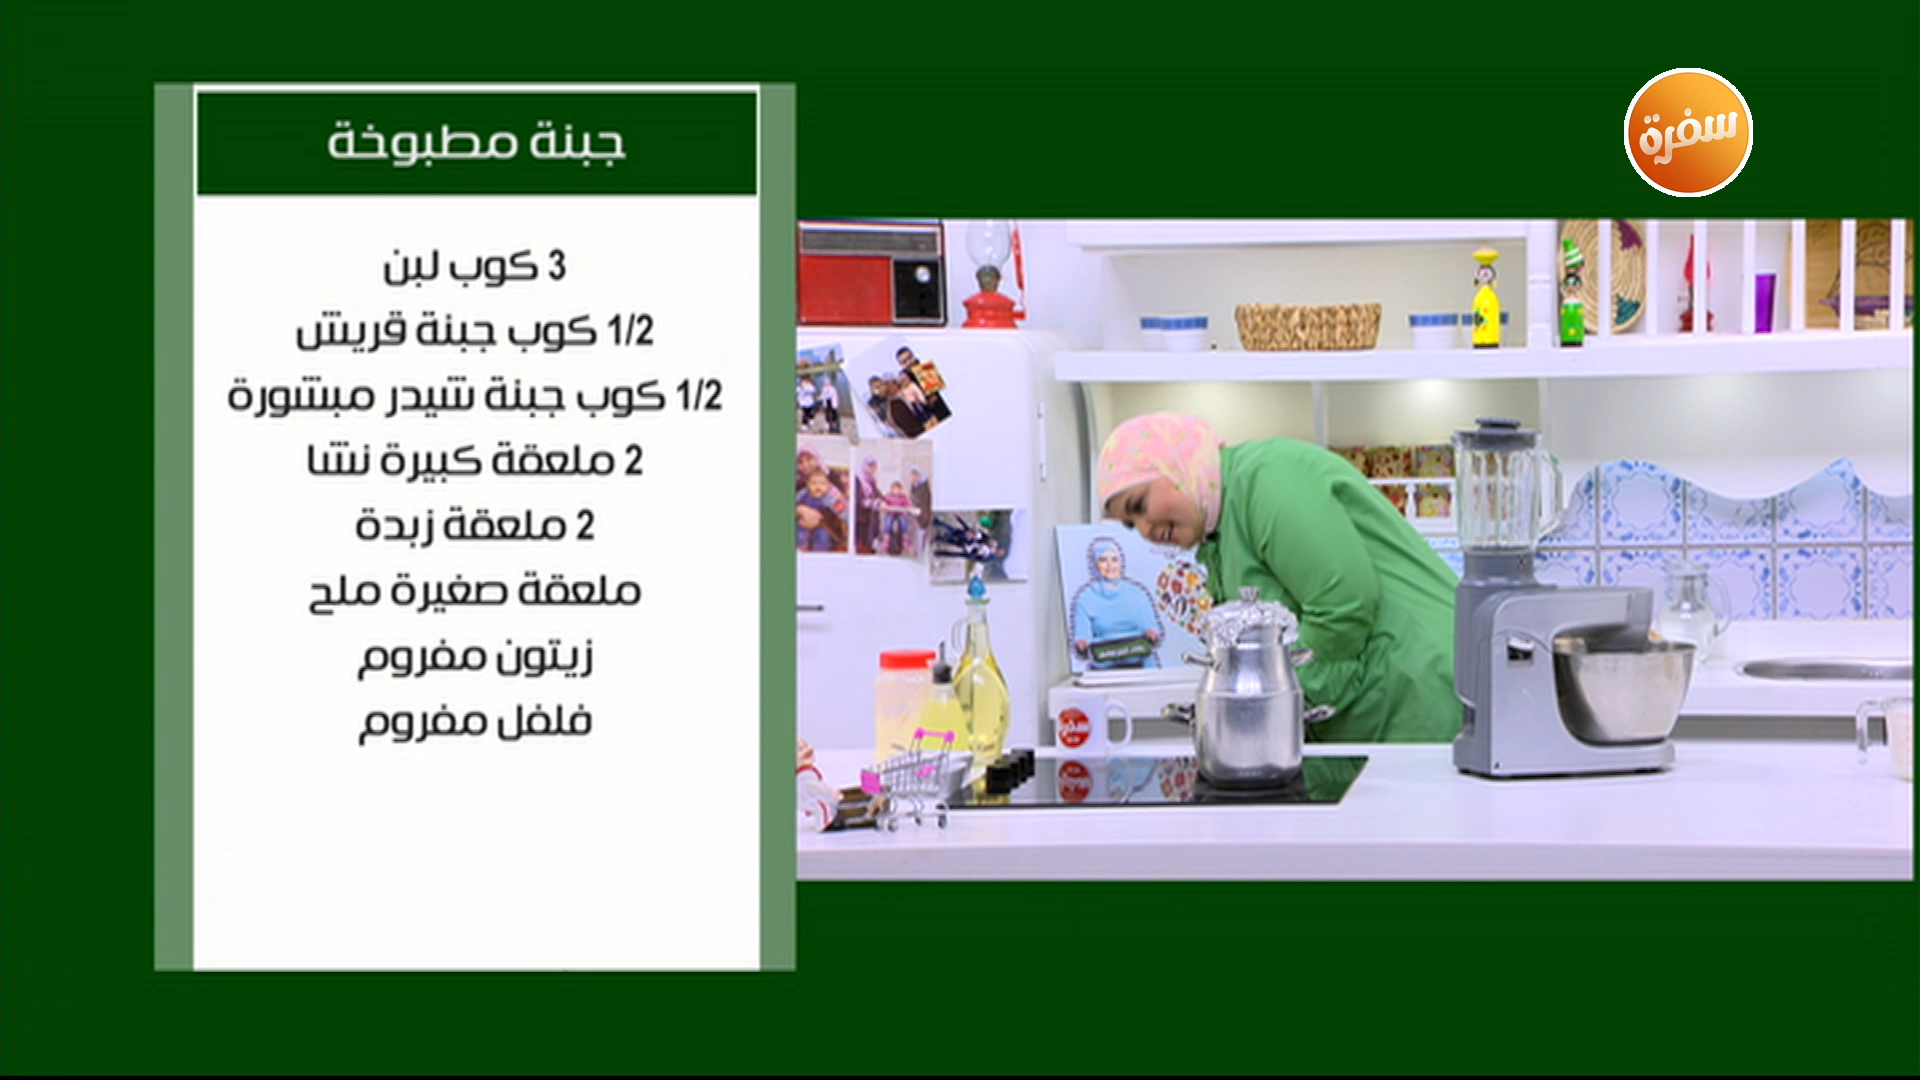 سفرة
جبنة مطبوخة
3 كوب لبن
1/2 كوب جبنة قريش
1/2 كوب جبنة شيدر مبشورة
2 ملعقة كبيرة نشا
2 ملعقة زبدة
ملعقة صغيرة ملح
زيتون مفروم
فلفل مفروم
سفرة